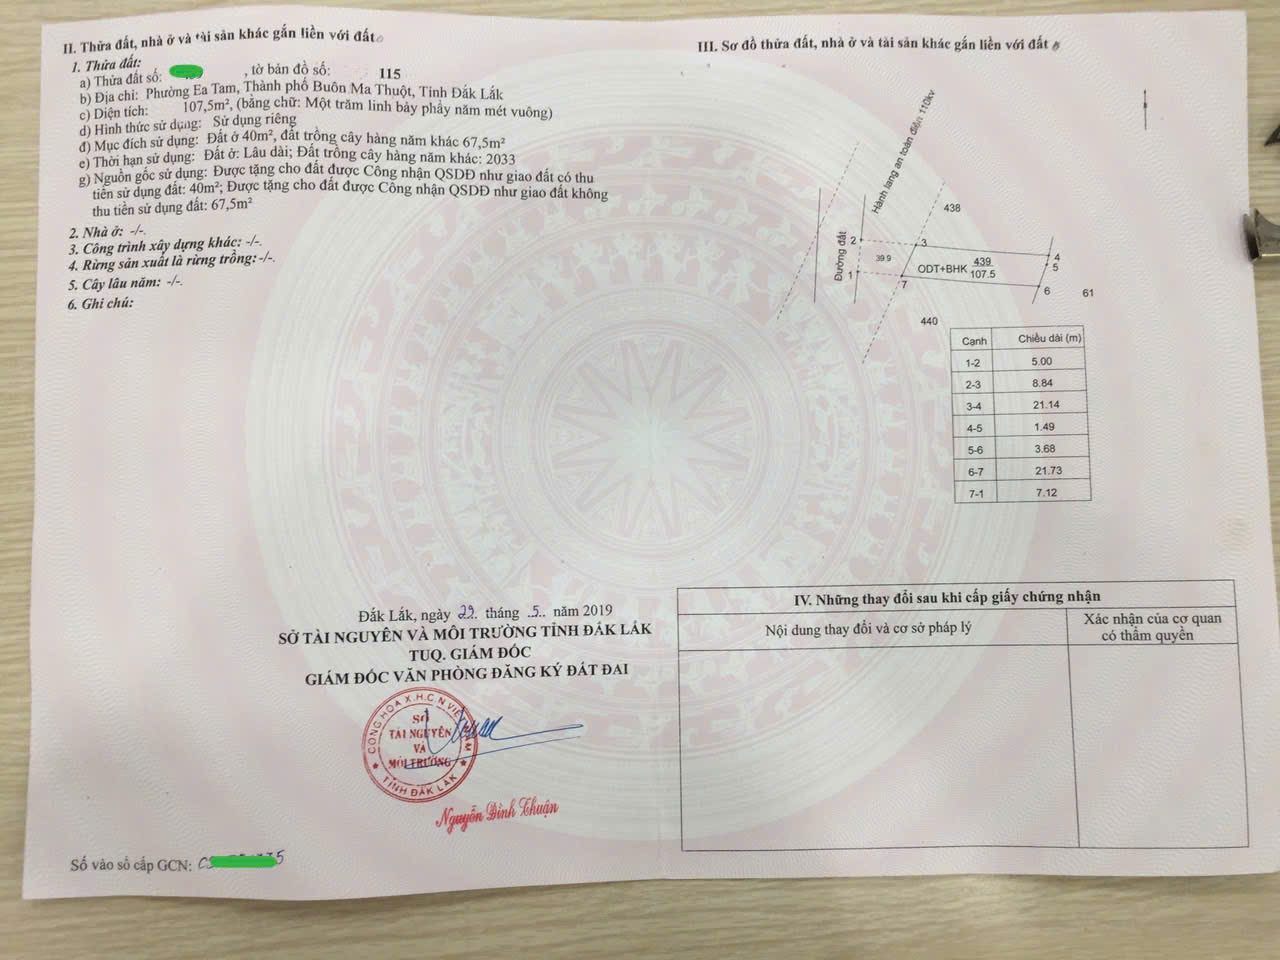 II. Thửa đất, nhà ở và tài sản khác gắn liền với đất
1. Thửa đất:
a) Thửa đất số: , tờ bản đồ số: 115
b) Địa chỉ: Phường Ea Tam, Thành phố Buôn Ma Thuột, Tỉnh Đắk Lắk
c) Diện tích: 107,5m², (bằng chữ: Một trăm linh bảy phẩy năm mét vuông)
d) Hình thức sử dụng: Sử dụng riêng
đ) Mục đích sử dụng: Đất ở 40m², đất trồng cây hàng năm khác 67,5m²
e) Thời hạn sử dụng: Đất ở: Lâu dài; Đất trồng cây hàng năm khác: 2033
g) Nguồn gốc sử dụng: Được tặng cho đất được Công nhận QSDĐ như giao đất có thu
tiền sử dụng đất: 40m²; Được tặng cho đất được Công nhận QSDĐ như giao đất không
thu tiền sử dụng đất: 67,5m²
2. Nhà ở: -/-.
3. Công trình xây dựng khác: -/-.
4. Rừng sản xuất là rừng trồng: -/-.
5. Cây lâu năm: -/-.
6. Ghi chú:
Đắk Lắk, ngày 29 tháng 5 năm 2019
SỞ TÀI NGUYÊN VÀ MÔI TRƯỜNG TỈNH ĐẮK LẮK
TUQ. GIÁM ĐỐC
GIÁM ĐỐC VĂN PHÒNG ĐĂNG KÝ ĐẤT ĐAI
CỘNG HÒA X.H.C.N VIỆT NAM
SỞ
TÀI NGUYÊN
VÀ
MÔI TRƯỜNG
TỈNH ĐẮK LẮK
Nguyễn Đình Thuận
Số vào sổ cấp GCN:
III. Sơ đồ thửa đất, nhà ở và tài sản khác gắn liền với đất
Hành lang an toàn điện 110kv
438
Đường đất
2
3
39.9
1
7
ODT+BHK 439
107.5
4
5
6
61
440
Cạnh Chiều dài (m)
1-2 5.00
2-3 8.84
3-4 21.14
4-5 1.49
5-6 3.68
6-7 21.73
7-1 7.12
IV. Những thay đổi sau khi cấp giấy chứng nhận
Nội dung thay đổi và cơ sở pháp lý
Xác nhận của cơ quan
có thẩm quyền